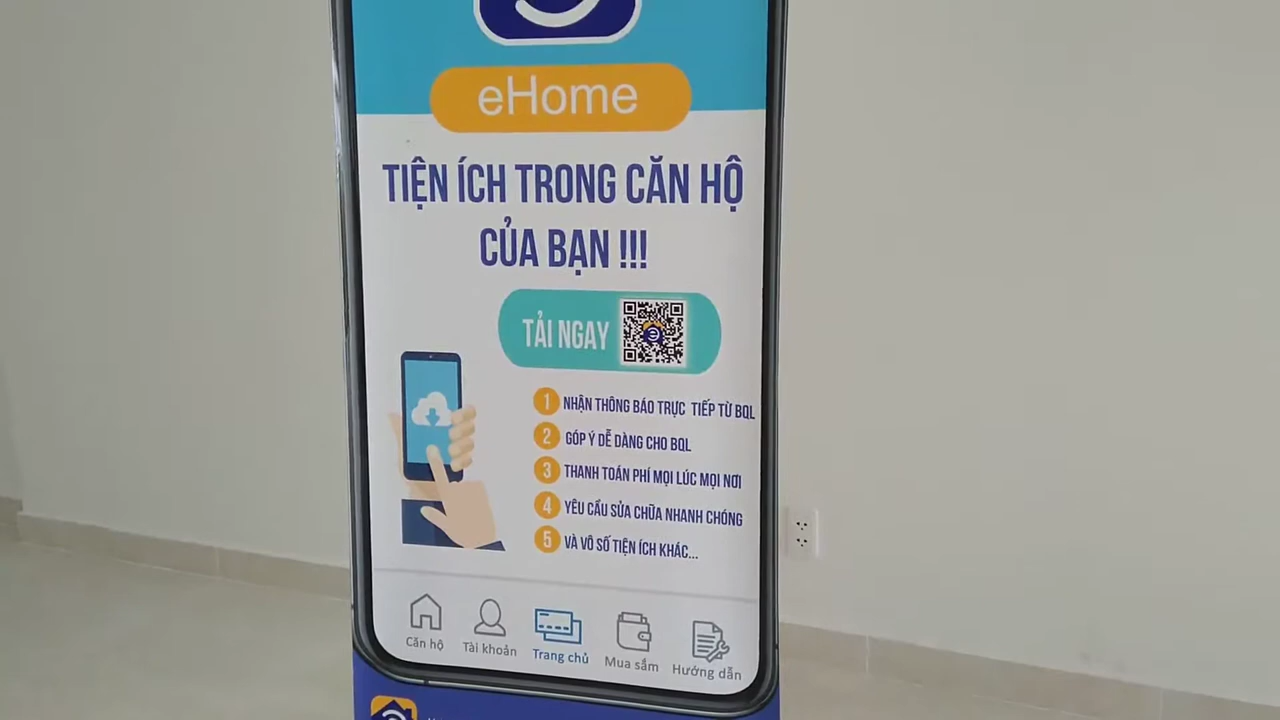 eHome
TIỆN ÍCH TRONG CĂN HỘ
CỦA BẠN !!!
TẢI NGAY
1 NHẬN THÔNG BÁO TRỰC TIẾP TỪ BQL
2 GÓP Ý DỄ DÀNG CHO BQL
3 THANH TOÁN PHÍ MỌI LÚC MỌI NƠI
4 YÊU CẦU SỬA CHỮA NHANH CHÓNG
5 VÀ VÔ SỐ TIỆN ÍCH KHÁC...
Căn hộ
Tài khoản
Trang chủ
Mua sắm
Hướng dẫn